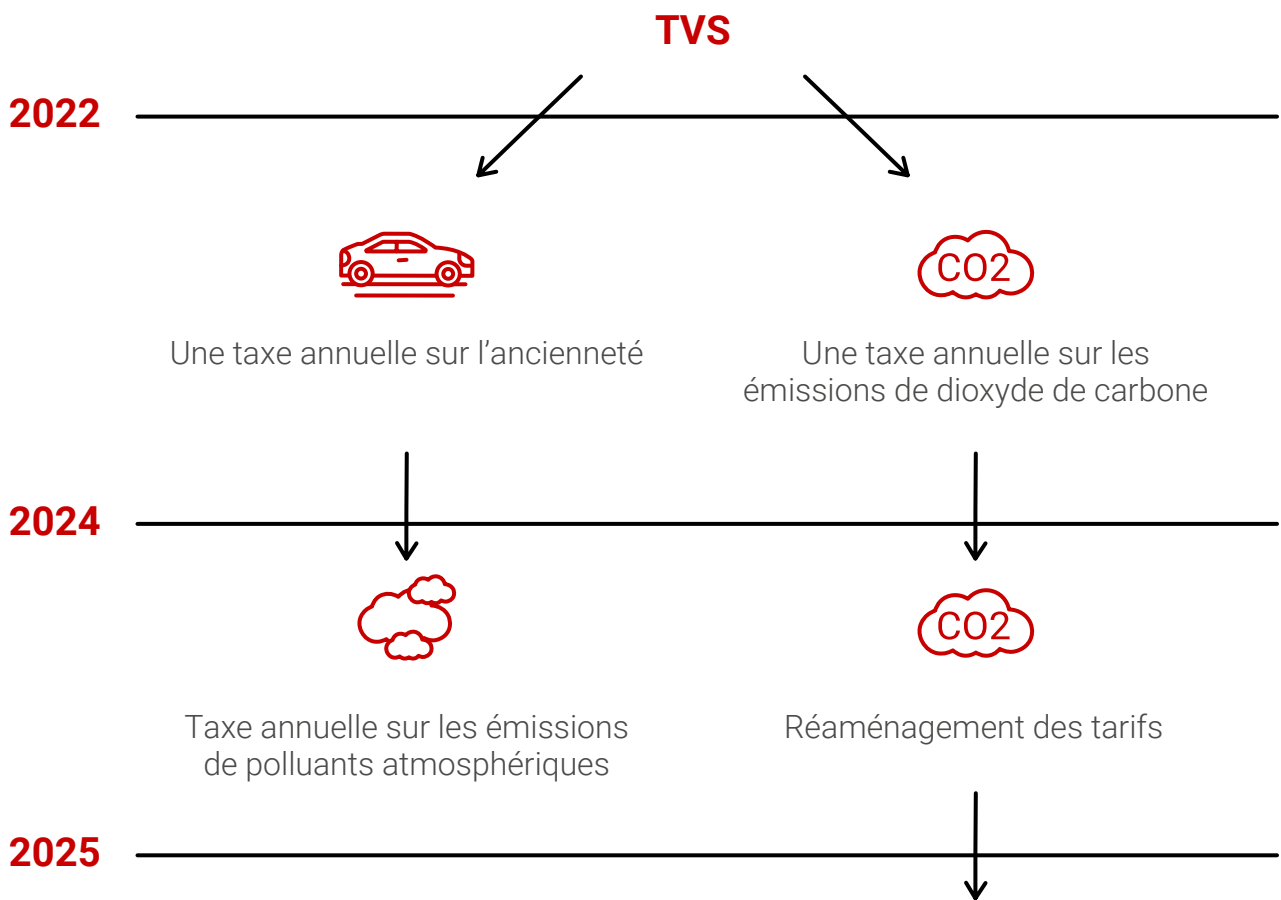 TVS
2022
CO2
Une taxe annuelle sur l’ancienneté
Une taxe annuelle sur les
émissions de dioxyde de carbone
2024
CO2
Taxe annuelle sur les émissions
de polluants atmosphériques
Réaménagement des tarifs
2025